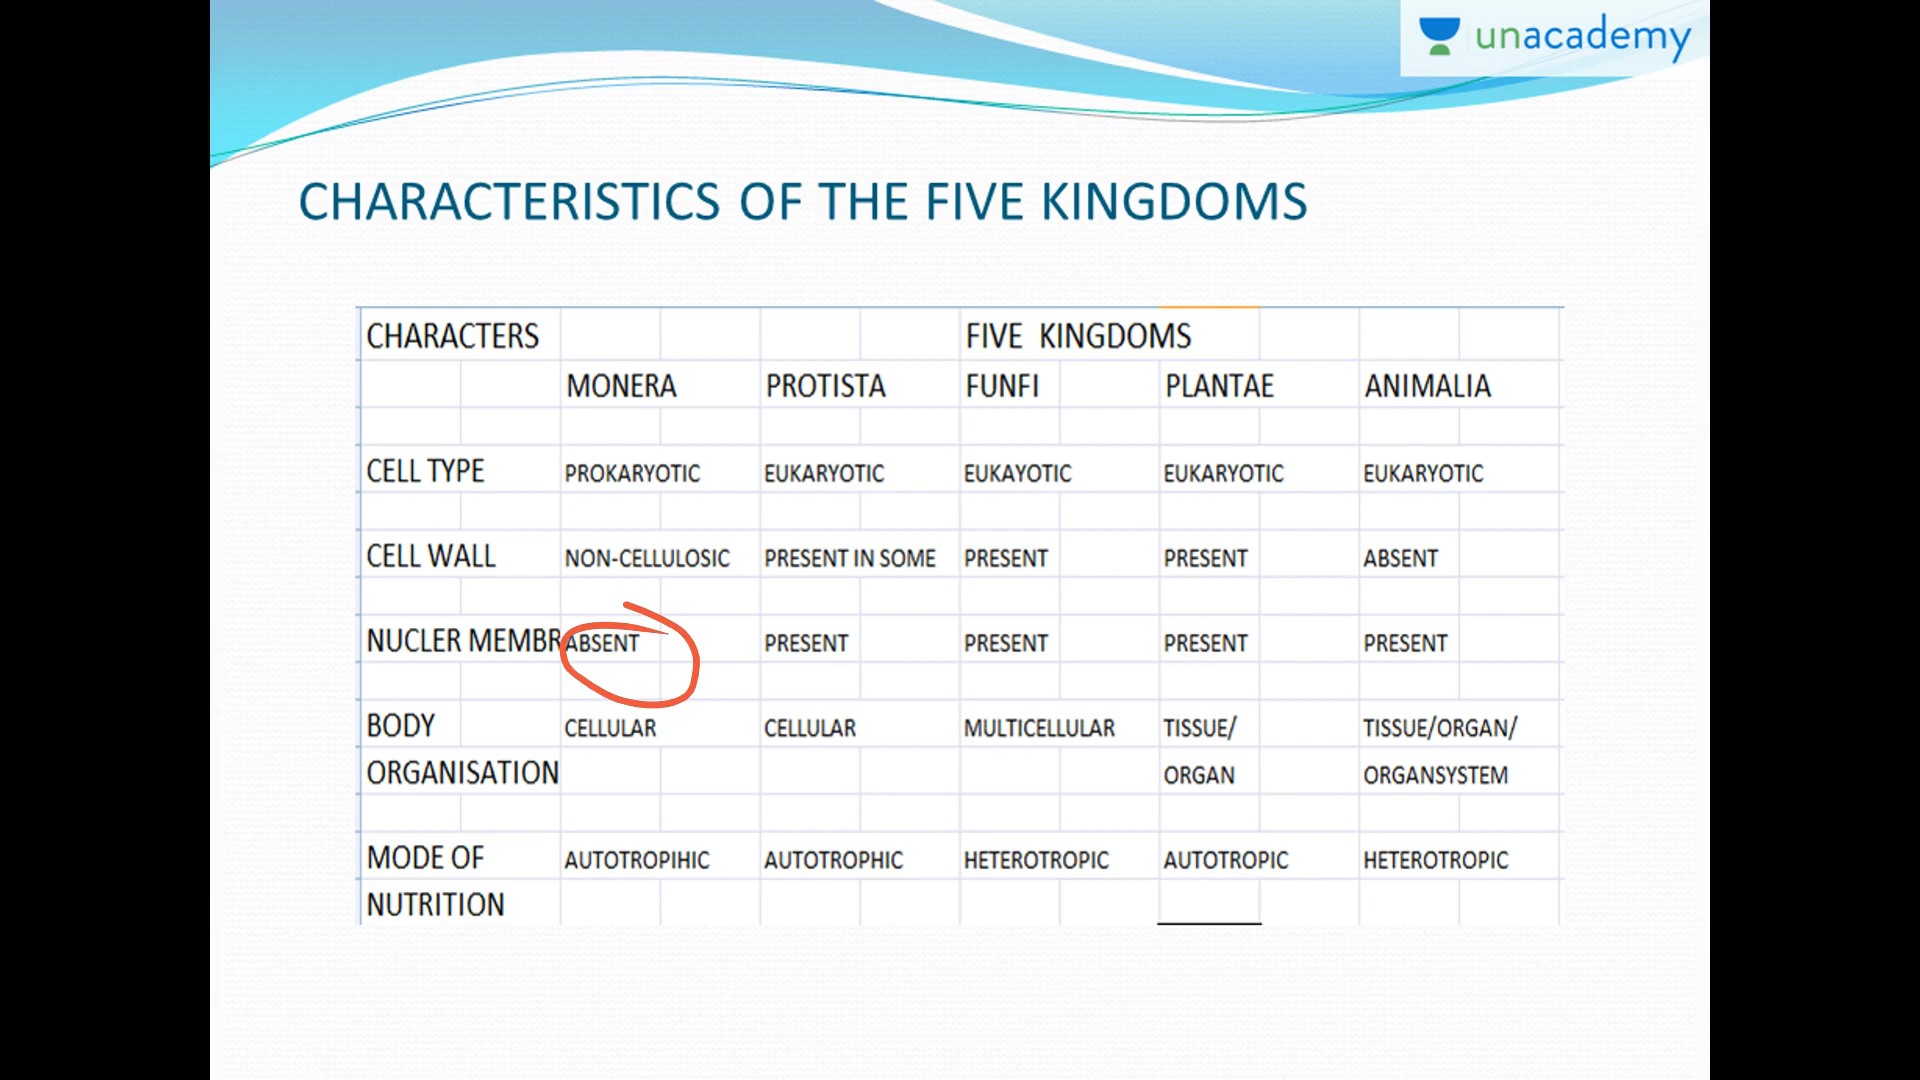 unacademy
CHARACTERISTICS OF THE FIVE KINGDOMS
CHARACTERS FIVE KINGDOMS
MONERA PROTISTA FUNFI PLANTAE ANIMALIA
CELL TYPE PROKARYOTIC EUKARYOTIC EUKAYOTIC EUKARYOTIC EUKARYOTIC
CELL WALL NON-CELLULOSIC PRESENT IN SOME PRESENT PRESENT ABSENT
NUCLER MEMBR ABSENT PRESENT PRESENT PRESENT PRESENT
BODY CELLULAR CELLULAR MULTICELLULAR TISSUE/ TISSUE/ORGAN/
ORGANISATION ORGAN ORGANSYSTEM
MODE OF AUTOTROPIHIC AUTOTROPHIC HETEROTROPIC AUTOTROPIC HETEROTROPIC
NUTRITION